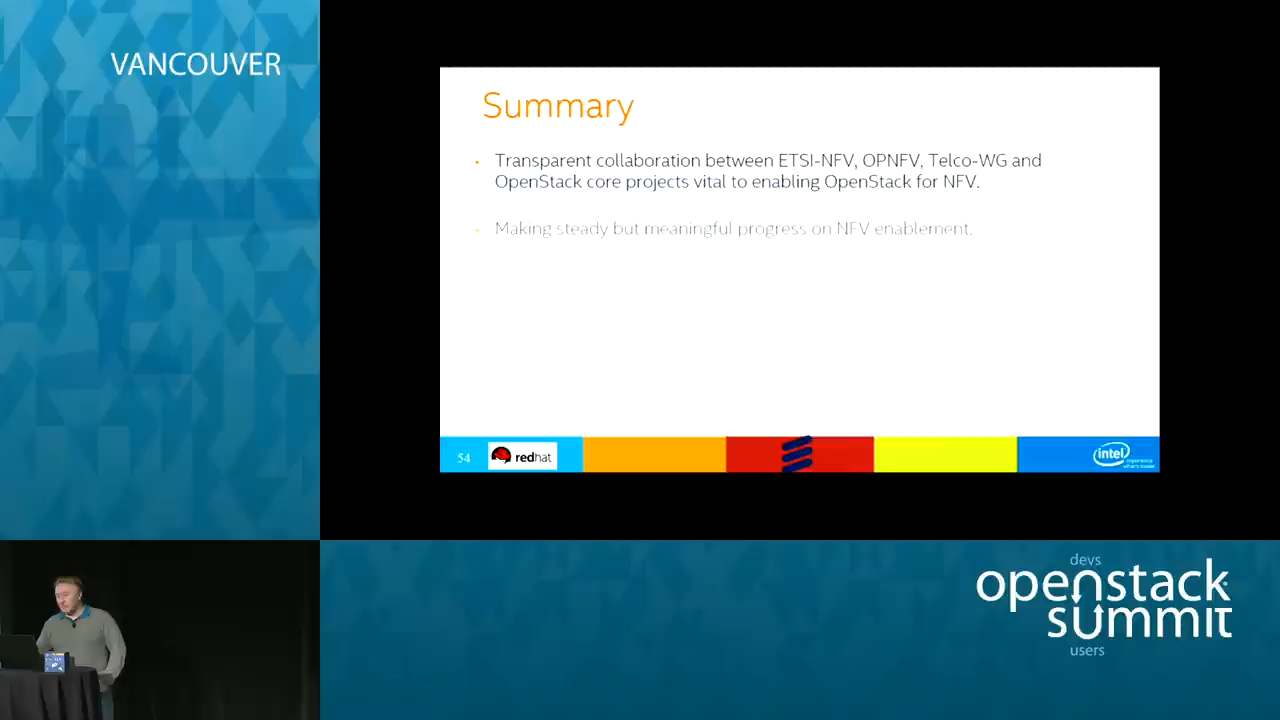 VANCOUVER
Summary
• Transparent collaboration between ETSI-NFV, OPNFV, Telco-WG and
OpenStack core projects vital to enabling OpenStack for NFV.
• Making steady but meaningful progress on NFV enablement.
54
redhat
intel
devs
openstack
summit
users